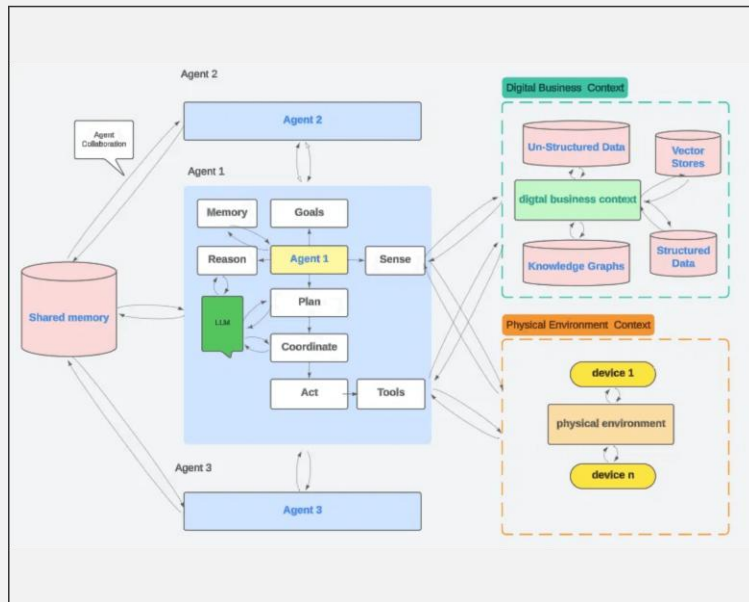 Agent 2
Agent
Collaboration
Agent 2
Agent 1
Memory
Goals
Reason
Agent 1
Sense
LLM
Plan
Coordinate
Act
Tools
Shared memory
Agent 3
Agent 3
Digital Business Context
Un-Structured Data
Vector
Stores
digtal business context
Knowledge Graphs
Structured
Data
Physical Environment Context
device 1
physical environment
device n